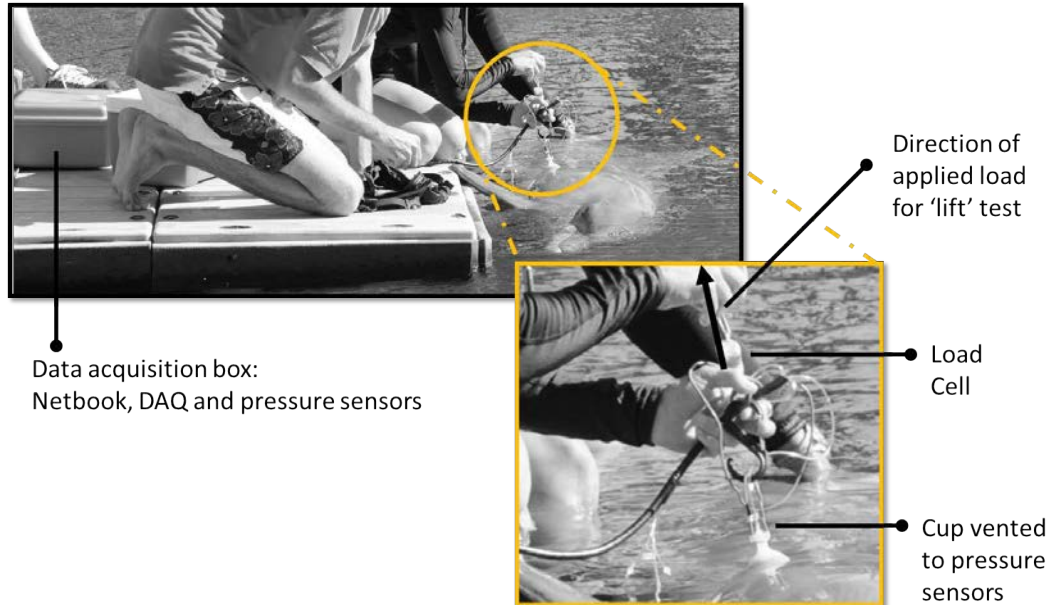 Direction of
applied load
for ‘lift’ test
Load
Cell
Data acquisition box:
Netbook, DAQ and pressure sensors
Cup vented
to pressure
sensors